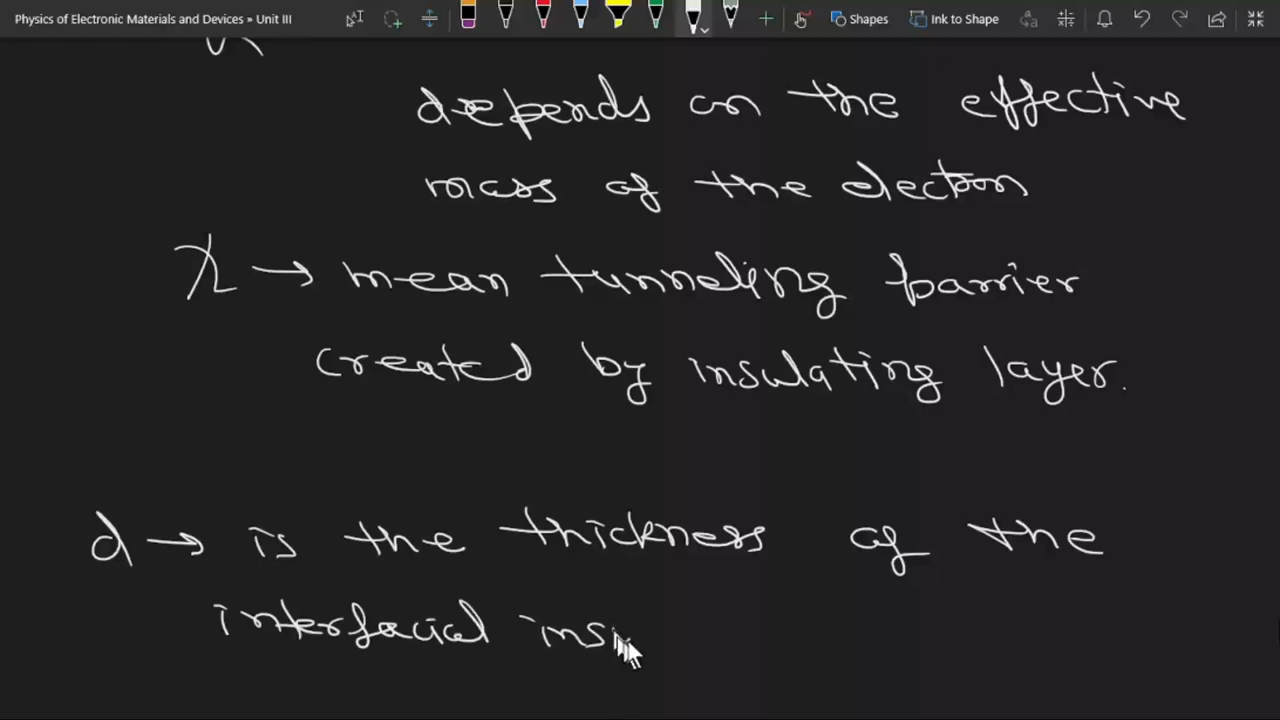 Physics of Electronic Materials and Devices » Unit III
Shapes
Ink to Shape
depends on the effective
mass of the electron
χ → mean tunneling barrier
created by insulating layer.
d → is the thickness of the
interfacial ins